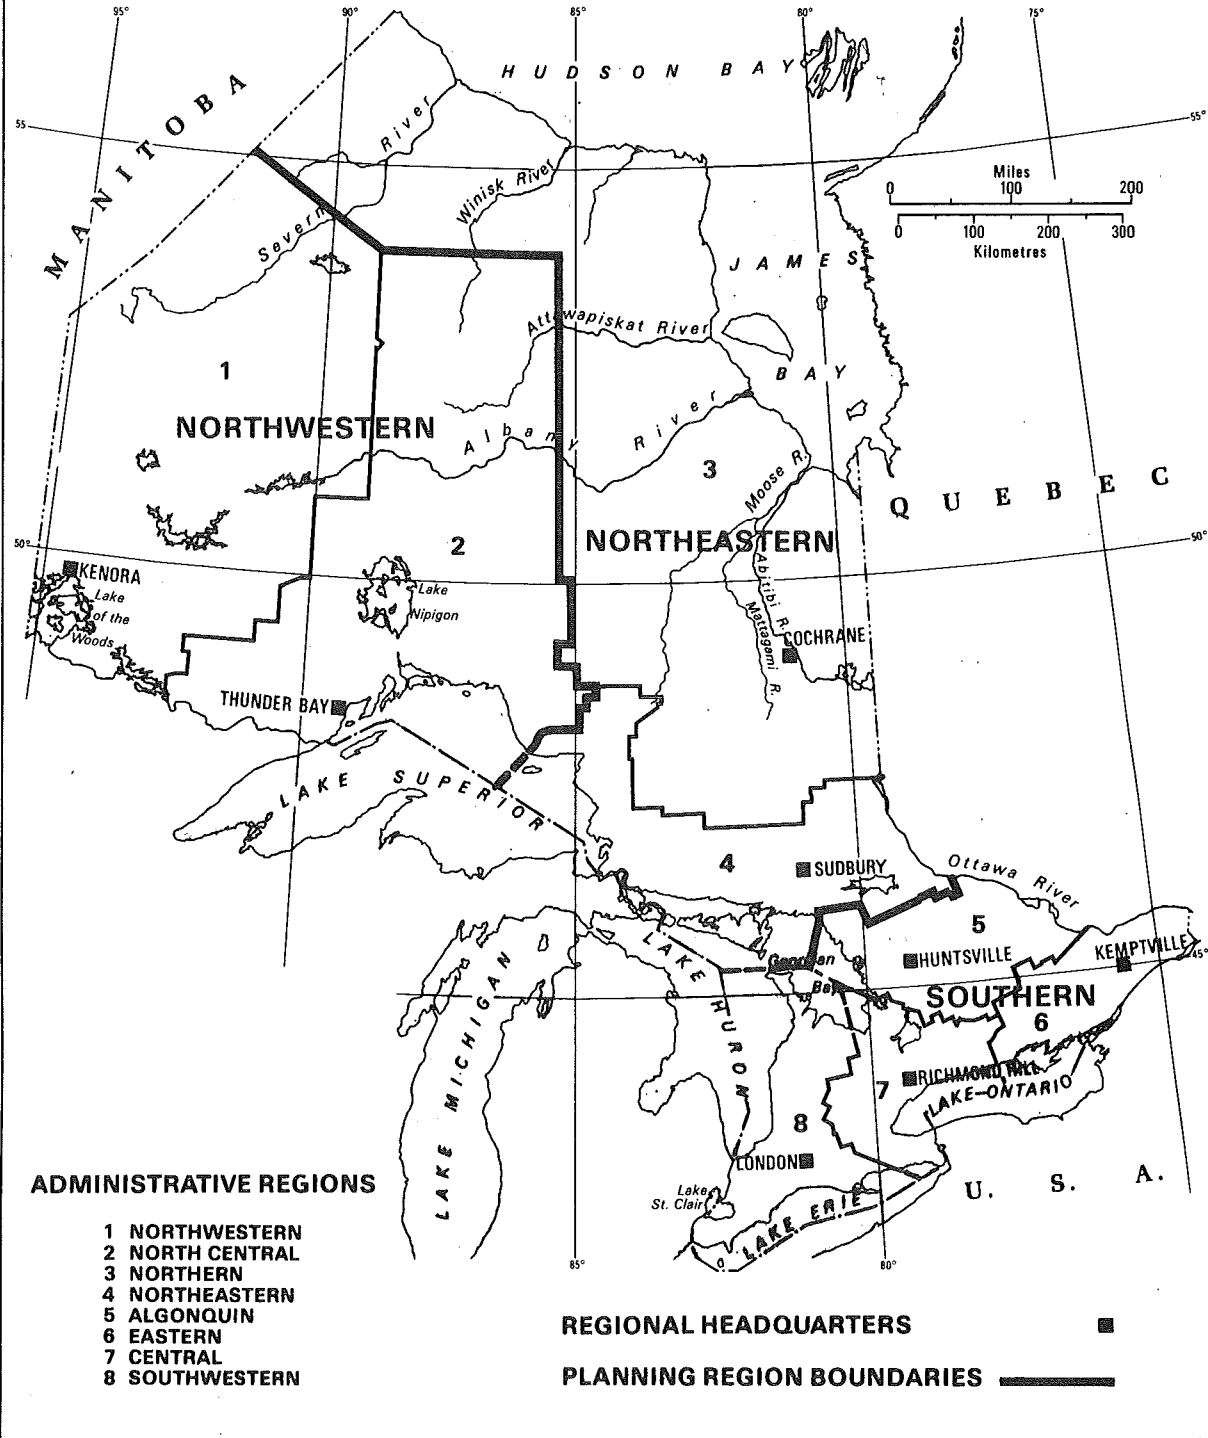 95°
90°
85°
80°
75°
HUDSON BAY
MANITOBA
55
55°
Severn River
Winisk River
Miles
0 100 200
0 100 200 300
Kilometres
JAMES
BAY
Attawapiskat River
1
NORTHWESTERN
Albany River
3
Moose R.
QUEBEC
NORTHEASTERN
2
50°
50°
KENORA
Lake
of the
Woods
Lake
Nipigon
Abitibi R.
Mattagami R.
COCHRANE
THUNDER BAY
LAKE SUPERIOR
4
SUDBURY
Ottawa River
5
HUNTSVILLE
KEMPTVILLE
45°
Georgian
Bay
SOUTHERN
6
LAKE MICHIGAN
LAKE HURON
7
RICHMOND HILL
LAKE ONTARIO
8
LONDON
Lake
St. Clair
LAKE ERIE
U. S. A.
85°
80°
ADMINISTRATIVE REGIONS
1 NORTHWESTERN
2 NORTH CENTRAL
3 NORTHERN
4 NORTHEASTERN
5 ALGONQUIN
6 EASTERN
7 CENTRAL
8 SOUTHWESTERN
REGIONAL HEADQUARTERS
PLANNING REGION BOUNDARIES